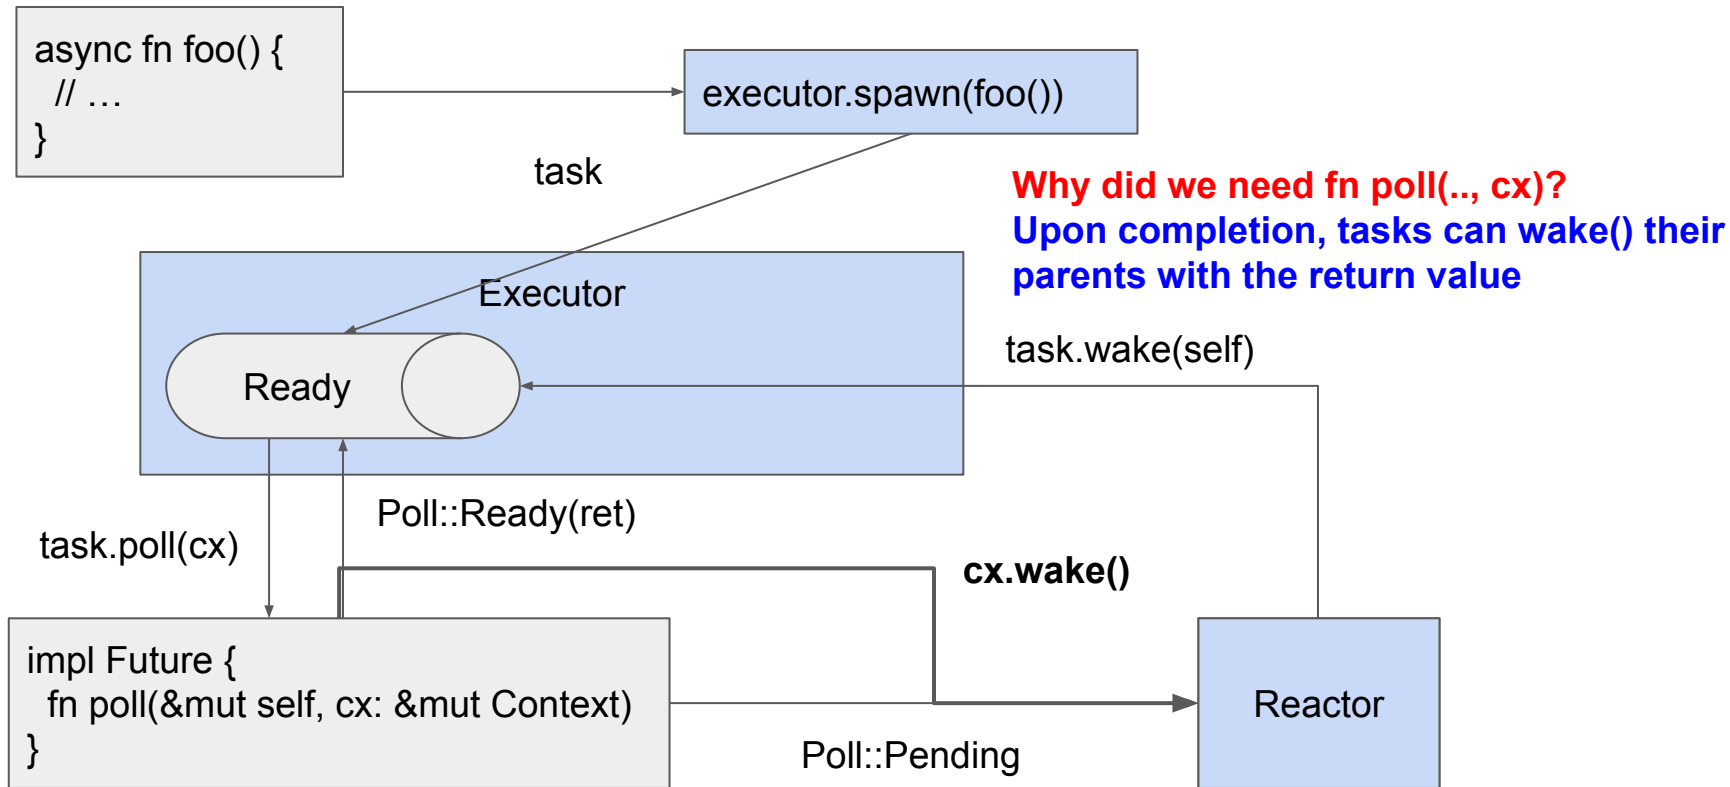 async fn foo() {
// …
}
executor.spawn(foo())
task
Why did we need fn poll(.., cx)?
Upon completion, tasks can wake() their
parents with the return value
Executor
task.wake(self)
Ready
Poll::Ready(ret)
task.poll(cx)
cx.wake()
impl Future {
fn poll(&mut self, cx: &mut Context)
}
Reactor
Poll::Pending